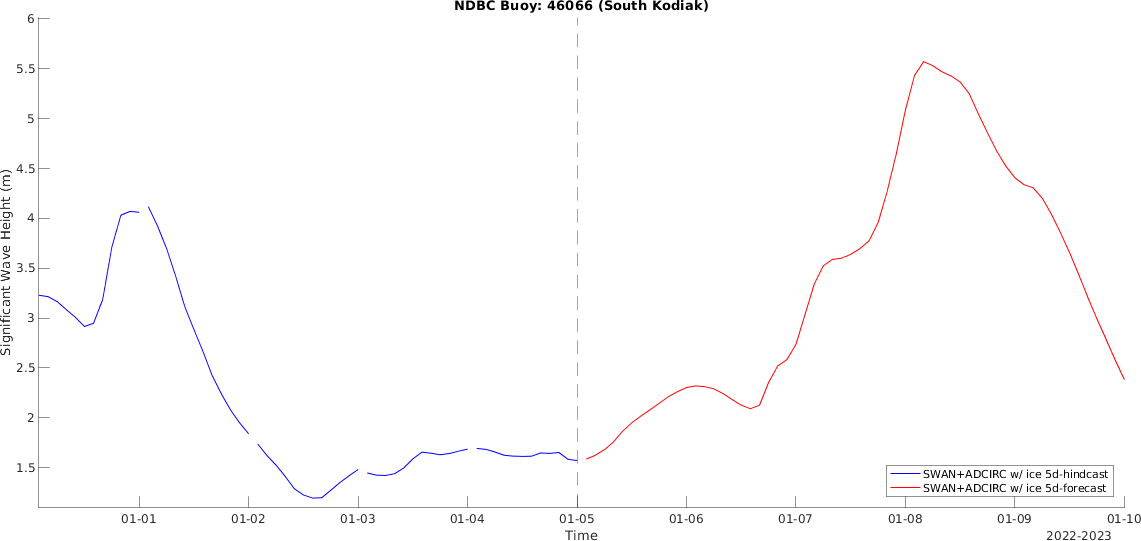 NDBC Buoy: 46066 (South Kodiak)
Significant Wave Height (m)
6
5.5
5
4.5
4
3.5
3
2.5
2
1.5
SWAN+ADCIRC w/ ice 5d-hindcast
SWAN+ADCIRC w/ ice 5d-forecast
01-01 01-02 01-03 01-04 01-05 01-06 01-07 01-08 01-09 01-10
Time
2022-2023